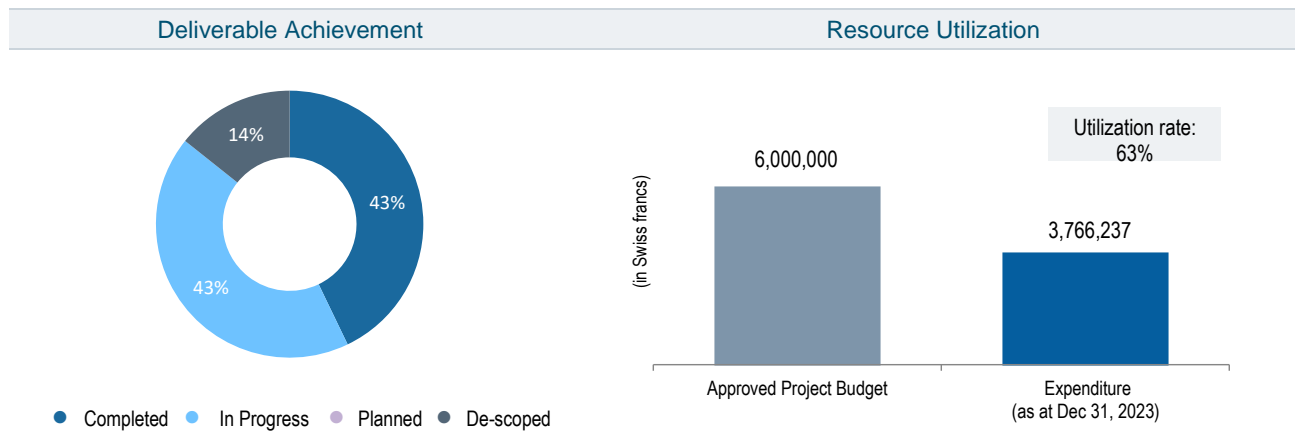 Deliverable Achievement
Resource Utilization
14%
43%
43%
Completed
In Progress
Planned
De-scoped
Utilization rate:
63%
(in Swiss francs)
6,000,000
3,766,237
Approved Project Budget
Expenditure
(as at Dec 31, 2023)